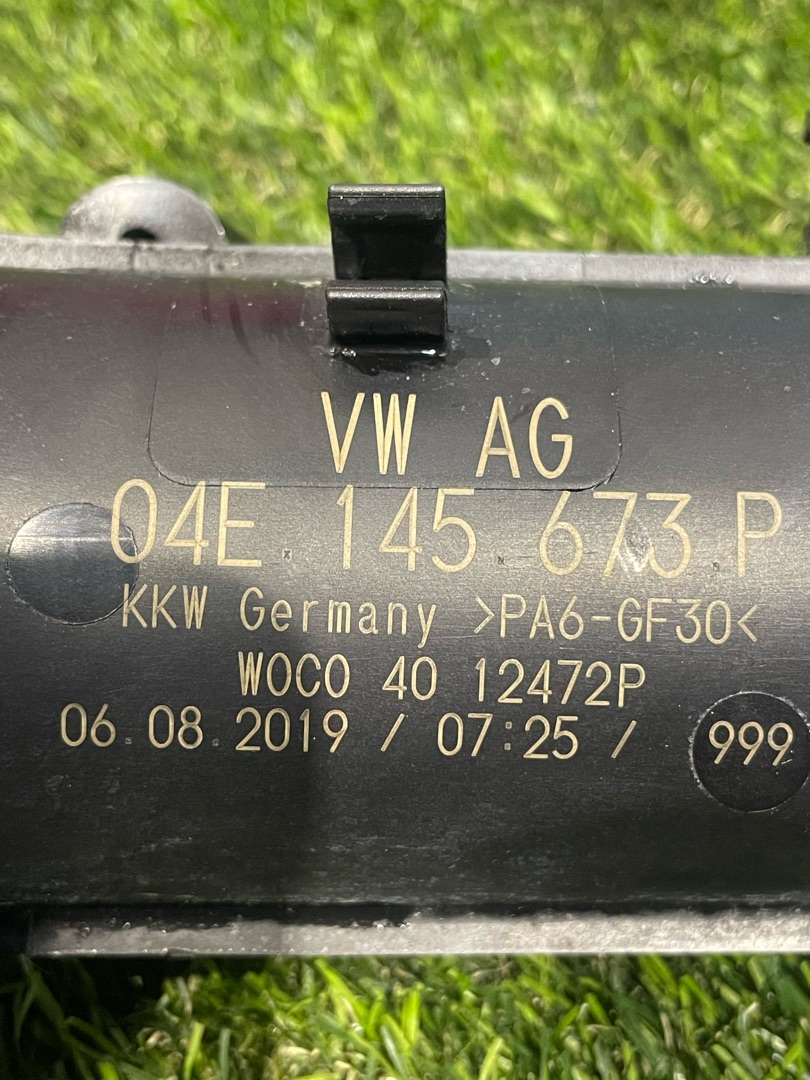 VW AG
04E.145.673.P
KKW Germany >PA6-GF30<
WOCO 40 12472P
06.08.2019 / 07:25 / 999